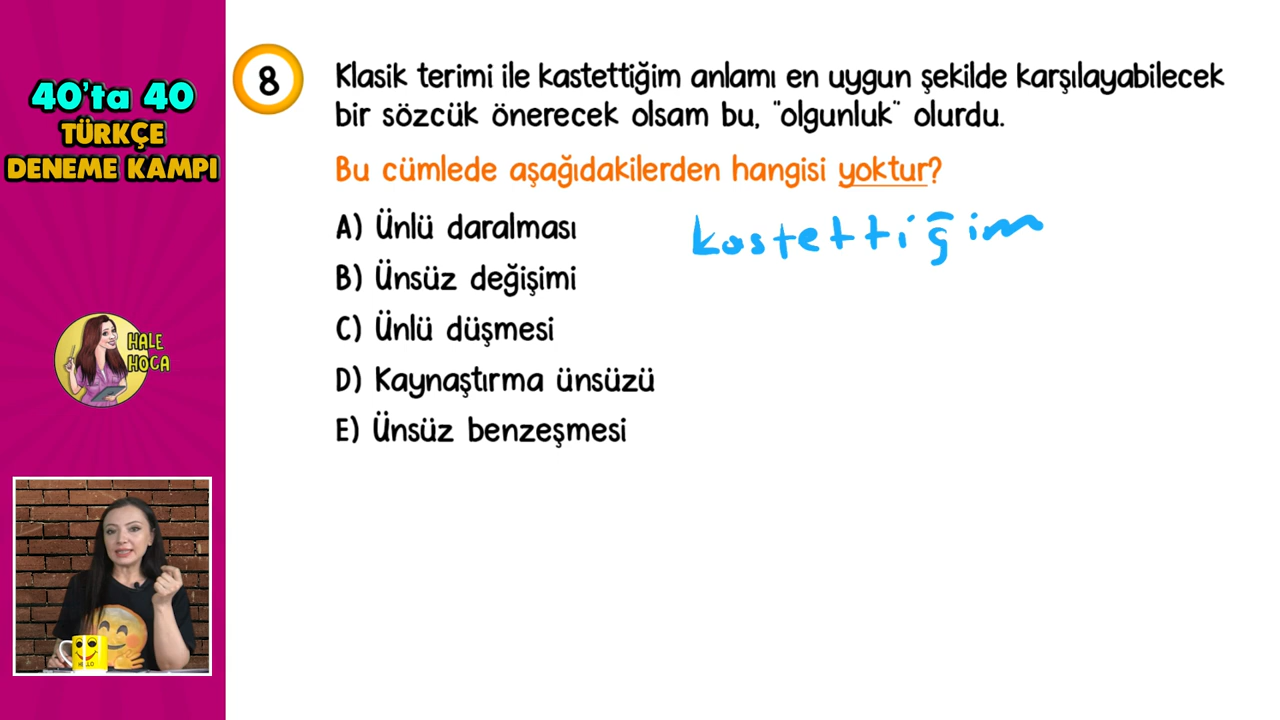 40'ta 40
TÜRKÇE
DENEME KAMPI
HALE
HOCA
HELLO
8
Klasik terimi ile kastettiğim anlamı en uygun şekilde karşılayabilecek
bir sözcük önerecek olsam bu, "olgunluk" olurdu.
Bu cümlede aşağıdakilerden hangisi yoktur?
A) Ünlü daralması
B) Ünsüz değişimi
C) Ünlü düşmesi
D) Kaynaştırma ünsüzü
E) Ünsüz benzeşmesi
kastettiğim